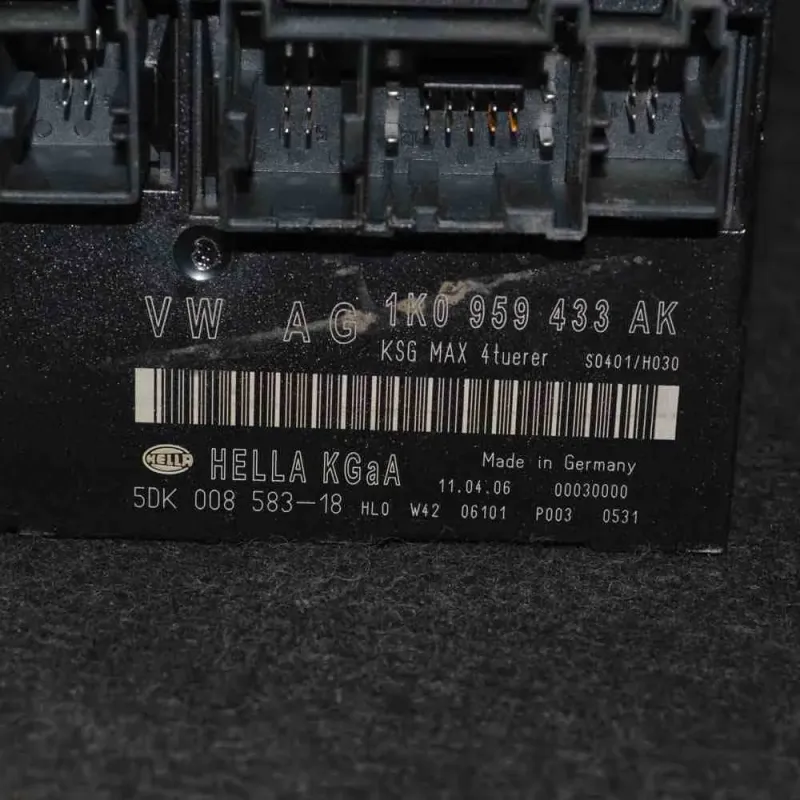 VW AG 1K0 959 433 AK
KSG MAX 4tuerer S0401/H030
HELLA HELLA KGaA Made in Germany
11.04.06 00030000
5DK 008 583-18 HL0 W42 06101 P003 0531